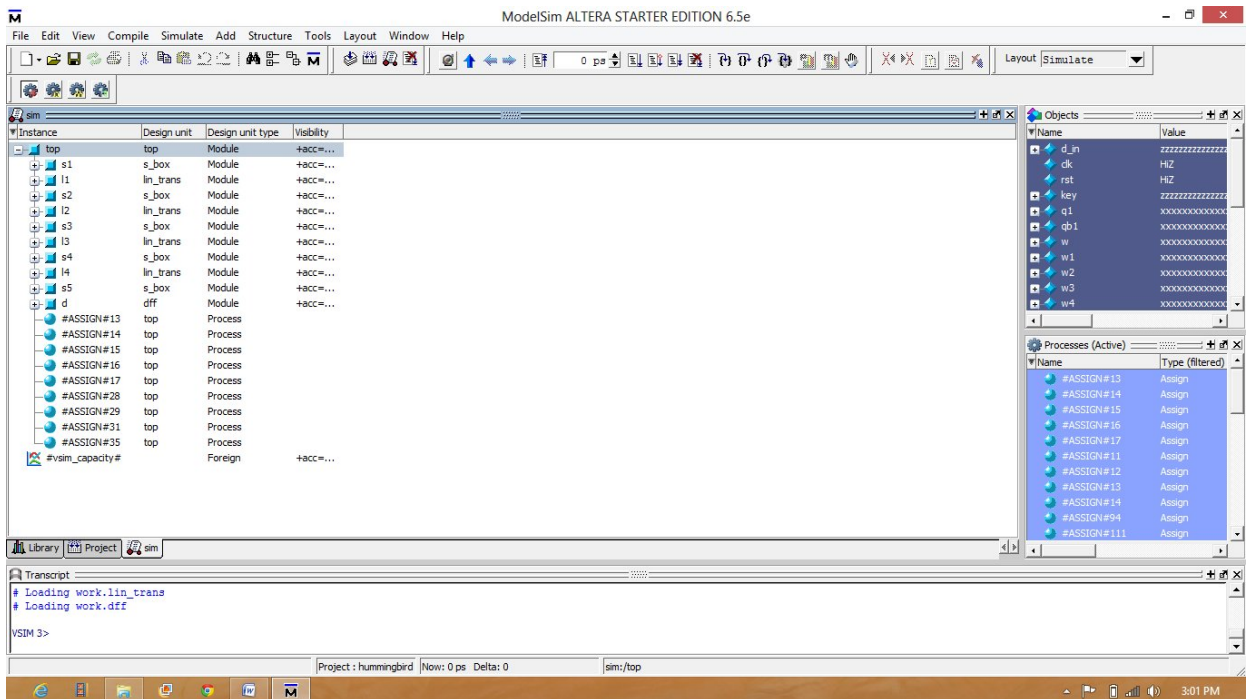 ModelSim ALTERA STARTER EDITION 6.5e
File Edit View Compile Simulate Add Structure Tools Layout Window Help
0 ps Layout Simulate
sim
Instance Design unit Design unit type Visibility
top top Module +acc=...
s1 s_box Module +acc=...
l1 lin_trans Module +acc=...
s2 s_box Module +acc=...
l2 lin_trans Module +acc=...
s3 s_box Module +acc=...
l3 lin_trans Module +acc=...
s4 s_box Module +acc=...
l4 lin_trans Module +acc=...
s5 s_box Module +acc=...
d dff Module +acc=...
#ASSIGN#13 top Process
#ASSIGN#14 top Process
#ASSIGN#15 top Process
#ASSIGN#16 top Process
#ASSIGN#17 top Process
#ASSIGN#28 top Process
#ASSIGN#29 top Process
#ASSIGN#31 top Process
#ASSIGN#35 top Process
#vsim_capacity# Foreign +acc=...
Library Project sim
Objects
Name Value
d_in zzzzzzzzzzzzzzz
clk HiZ
rst HiZ
key zzzzzzzzzzzzzzz
q1 xxxxxxxxxxxxx
qb1 xxxxxxxxxxxxx
w xxxxxxxxxxxxx
w1 xxxxxxxxxxxxx
w2 xxxxxxxxxxxxx
w3 xxxxxxxxxxxxx
w4 xxxxxxxxxxxxx
Processes (Active)
Name Type (filtered)
#ASSIGN#13 Assign
#ASSIGN#14 Assign
#ASSIGN#15 Assign
#ASSIGN#16 Assign
#ASSIGN#17 Assign
#ASSIGN#11 Assign
#ASSIGN#12 Assign
#ASSIGN#13 Assign
#ASSIGN#14 Assign
#ASSIGN#94 Assign
#ASSIGN#111 Assign
Transcript
# Loading work.lin_trans
# Loading work.dff
VSIM 3>
Project : hummingbird Now: 0 ps Delta: 0 sim:/top
3:01 PM